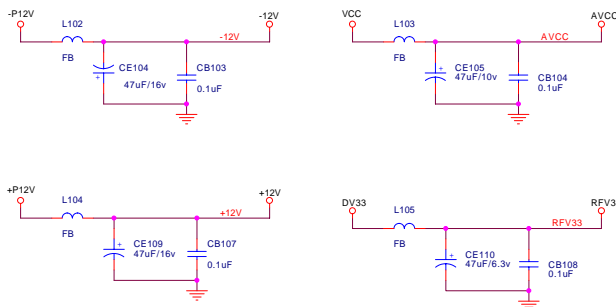 -P12V
L102
-12V
-12V
FB
CE104
47uF/16v
CB103
0.1uF
VCC
L103
AVCC
AVCC
FB
CE105
47uF/10v
CB104
0.1uF
+P12V
L104
+12V
+12V
FB
CE109
47uF/16v
CB107
0.1uF
DV33
L105
RFV33
FB
CE110
47uF/6.3v
CB108
0.1uF